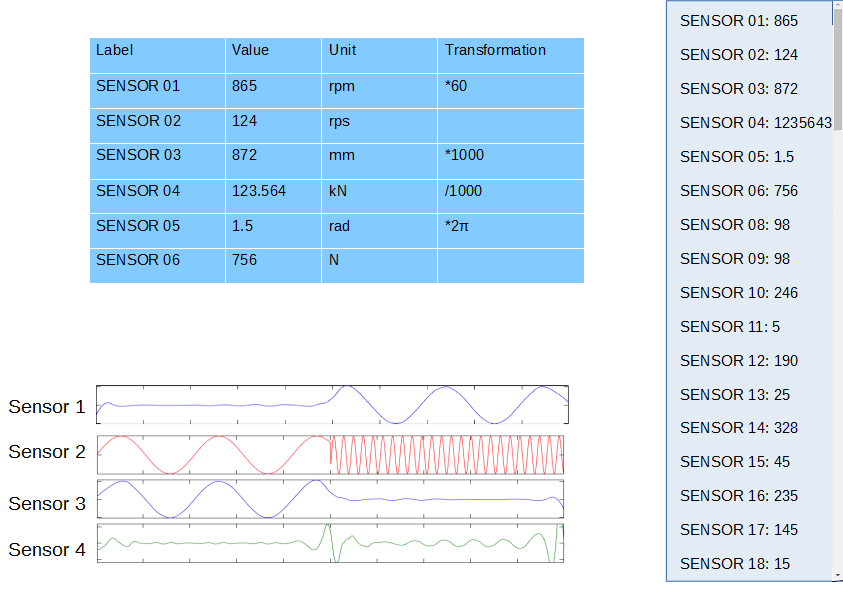 Label Value Unit Transformation
SENSOR 01 865 rpm *60
SENSOR 02 124 rps
SENSOR 03 872 mm *1000
SENSOR 04 123.564 kN /1000
SENSOR 05 1.5 rad *2π
SENSOR 06 756 N
Sensor 1
Sensor 2
Sensor 3
Sensor 4
SENSOR 01: 865
SENSOR 02: 124
SENSOR 03: 872
SENSOR 04: 1235643
SENSOR 05: 1.5
SENSOR 06: 756
SENSOR 08: 98
SENSOR 09: 98
SENSOR 10: 246
SENSOR 11: 5
SENSOR 12: 190
SENSOR 13: 25
SENSOR 14: 328
SENSOR 15: 45
SENSOR 16: 235
SENSOR 17: 145
SENSOR 18: 15